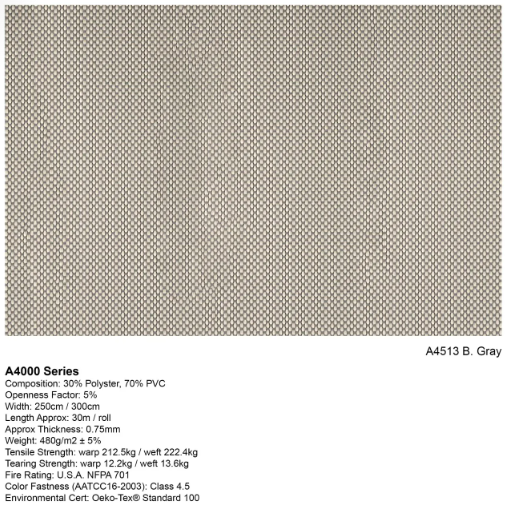 A4513 B. Gray
A4000 Series
Composition: 30% Polyster, 70% PVC
Openness Factor: 5%
Width: 250cm / 300cm
Length Approx: 30m / roll
Approx Thickness: 0.75mm
Weight: 480g/m2 ± 5%
Tensile Strength: warp 212.5kg / weft 222.4kg
Tearing Strength: warp 12.2kg / weft 13.6kg
Fire Rating: U.S.A. NFPA 701
Color Fastness (AATCC16-2003): Class 4.5
Environmental Cert: Oeko-Tex® Standard 100